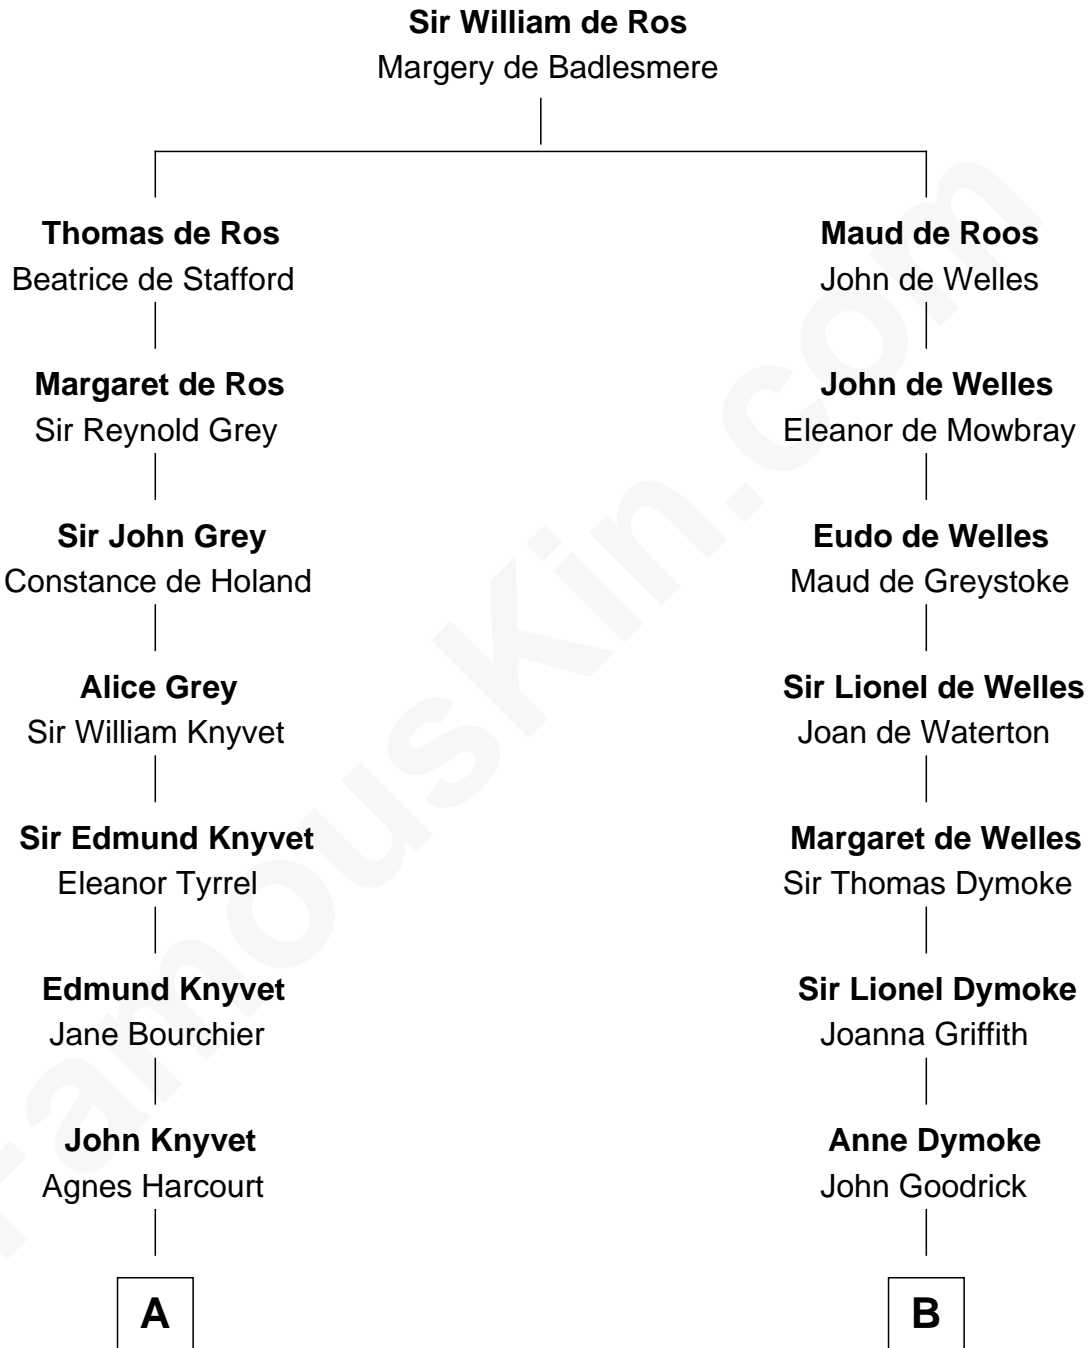 Sir William de Ros
Margery de Badlesmere
Thomas de Ros
Beatrice de Stafford
Margaret de Ros
Sir Reynold Grey
Sir John Grey
Constance de Holand
Alice Grey
Sir William Knyvet
Sir Edmund Knyvet
Eleanor Tyrrel
Edmund Knyvet
Jane Bourchier
John Knyvet
Agnes Harcourt
A
Maud de Roos
John de Welles
John de Welles
Eleanor de Mowbray
Eudo de Welles
Maud de Greystoke
Sir Lionel de Welles
Joan de Waterton
Margaret de Welles
Sir Thomas Dymoke
Sir Lionel Dymoke
Joanna Griffith
Anne Dymoke
John Goodrick
B
FamousKin.com